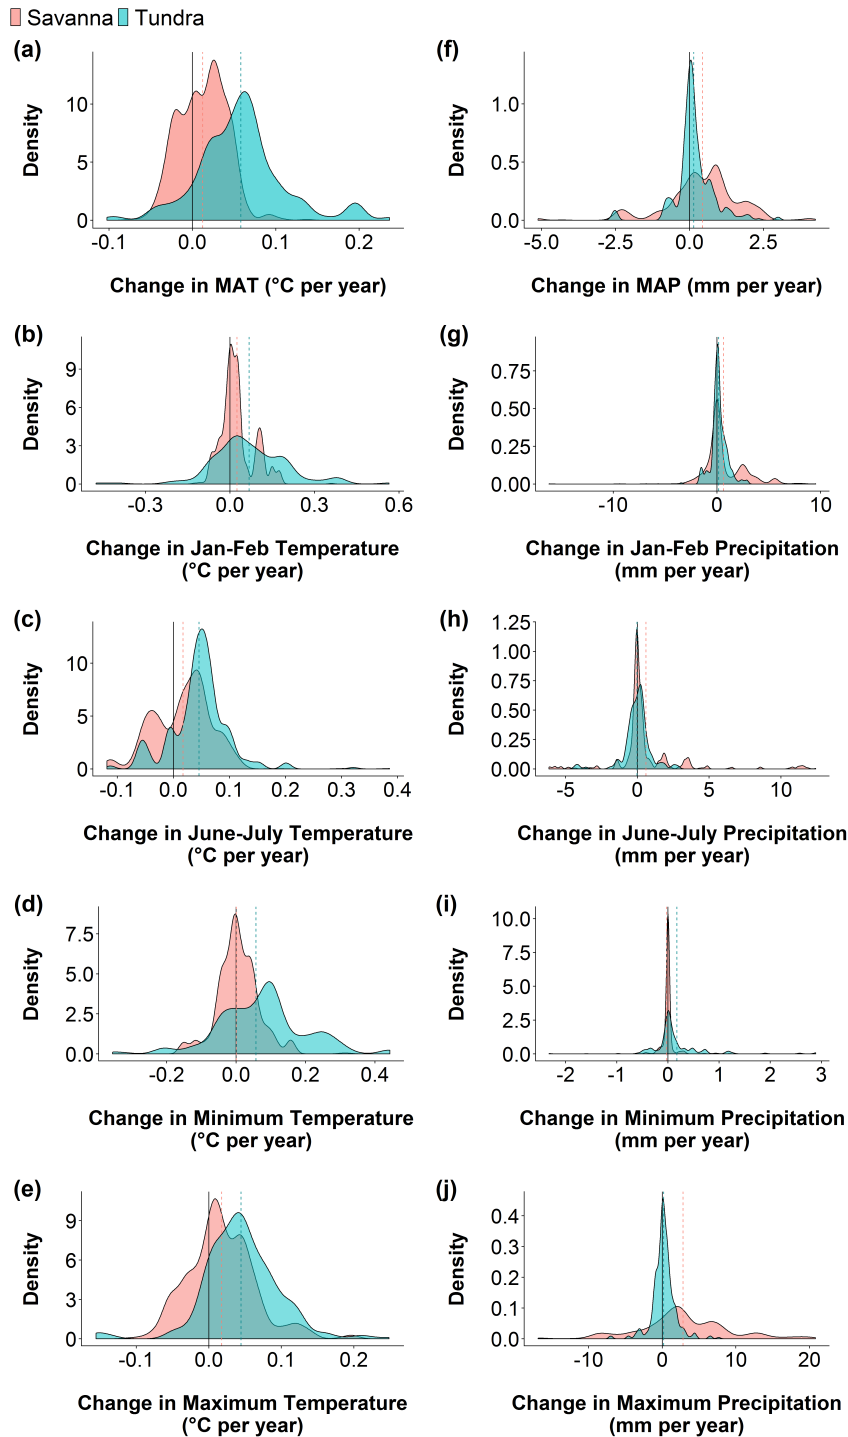 Savanna Tundra
(a)
Density
10
5
0
-0.1 0.0 0.1 0.2
Change in MAT (°C per year)
(f)
Density
1.0
0.5
0.0
-5.0 -2.5 0.0 2.5
Change in MAP (mm per year)
(b)
Density
9
6
3
0
-0.3 0.0 0.3 0.6
Change in Jan-Feb Temperature
(°C per year)
(g)
Density
0.75
0.50
0.25
0.00
-10 0 10
Change in Jan-Feb Precipitation
(mm per year)
(c)
Density
10
5
0
-0.1 0.0 0.1 0.2 0.3 0.4
Change in June-July Temperature
(°C per year)
(h)
Density
1.25
1.00
0.75
0.50
0.25
0.00
-5 0 5 10
Change in June-July Precipitation
(mm per year)
(d)
Density
7.5
5.0
2.5
0.0
-0.2 0.0 0.2 0.4
Change in Minimum Temperature
(°C per year)
(i)
Density
10.0
7.5
5.0
2.5
0.0
-2 -1 0 1 2 3
Change in Minimum Precipitation
(mm per year)
(e)
Density
9
6
3
0
-0.1 0.0 0.1 0.2
Change in Maximum Temperature
(°C per year)
(j)
Density
0.4
0.3
0.2
0.1
0.0
-10 0 10 20
Change in Maximum Precipitation
(mm per year)